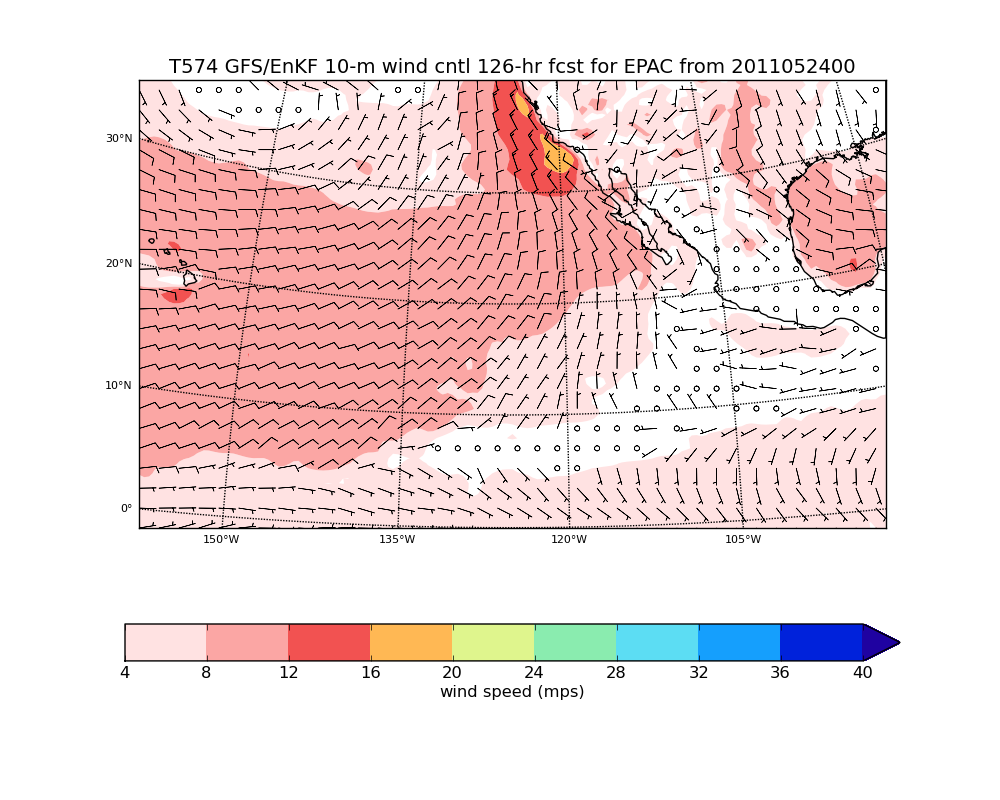 T574 GFS/EnKF 10-m wind cntl 126-hr fcst for EPAC from 2011052400
30°N
20°N
10°N
0°
150°W 135°W 120°W 105°W
4 8 12 16 20 24 28 32 36 40
wind speed (mps)